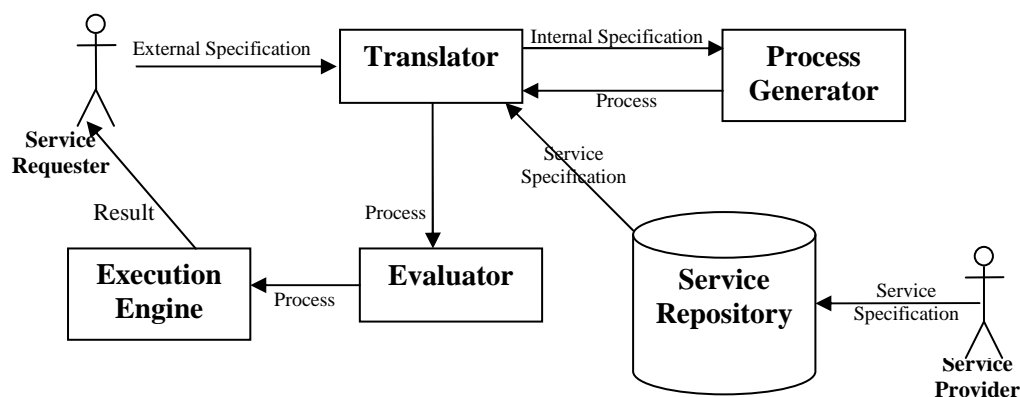 External Specification
Translator
Internal Specification
Process
Generator
Process
Service
Requester
Service
Specification
Result
Process
Execution
Engine
Process
Evaluator
Service
Repository
Service
Specification
Service
Provider